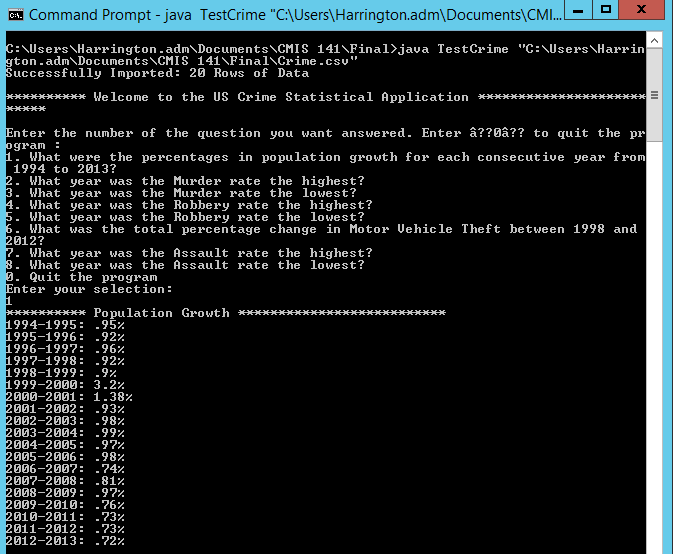 Command Prompt - java  TestCrime "C:\Users\Harrington.adm\Documents\CMI...
C:\Users\Harrington.adm\Documents\CMIS 141\Final>java TestCrime "C:\Users\Harrin
gton.adm\Documents\CMIS 141\Final\Crime.csv"
Successfully Imported: 20 Rows of Data
********** Welcome to the US Crime Statistical Application *********************
*****
Enter the number of the question you want answered. Enter â??0â?? to quit the pr
ogram :
1. What were the percentages in population growth for each consecutive year from
 1994 to 2013?
2. What year was the Murder rate the highest?
3. What year was the Murder rate the lowest?
4. What year was the Robbery rate the highest?
5. What year was the Robbery rate the lowest?
6. What was the total percentage change in Motor Vehicle Theft between 1998 and
2012?
7. What year was the Assault rate the highest?
8. What year was the Assault rate the lowest?
0. Quit the program
Enter your selection:
1
********** Population Growth **************************
1994-1995: .95%
1995-1996: .92%
1996-1997: .96%
1997-1998: .92%
1998-1999: .9%
1999-2000: 3.2%
2000-2001: 1.38%
2001-2002: .93%
2002-2003: .98%
2003-2004: .99%
2004-2005: .97%
2005-2006: .98%
2006-2007: .74%
2007-2008: .81%
2008-2009: .97%
2009-2010: .76%
2010-2011: .73%
2011-2012: .73%
2012-2013: .72%